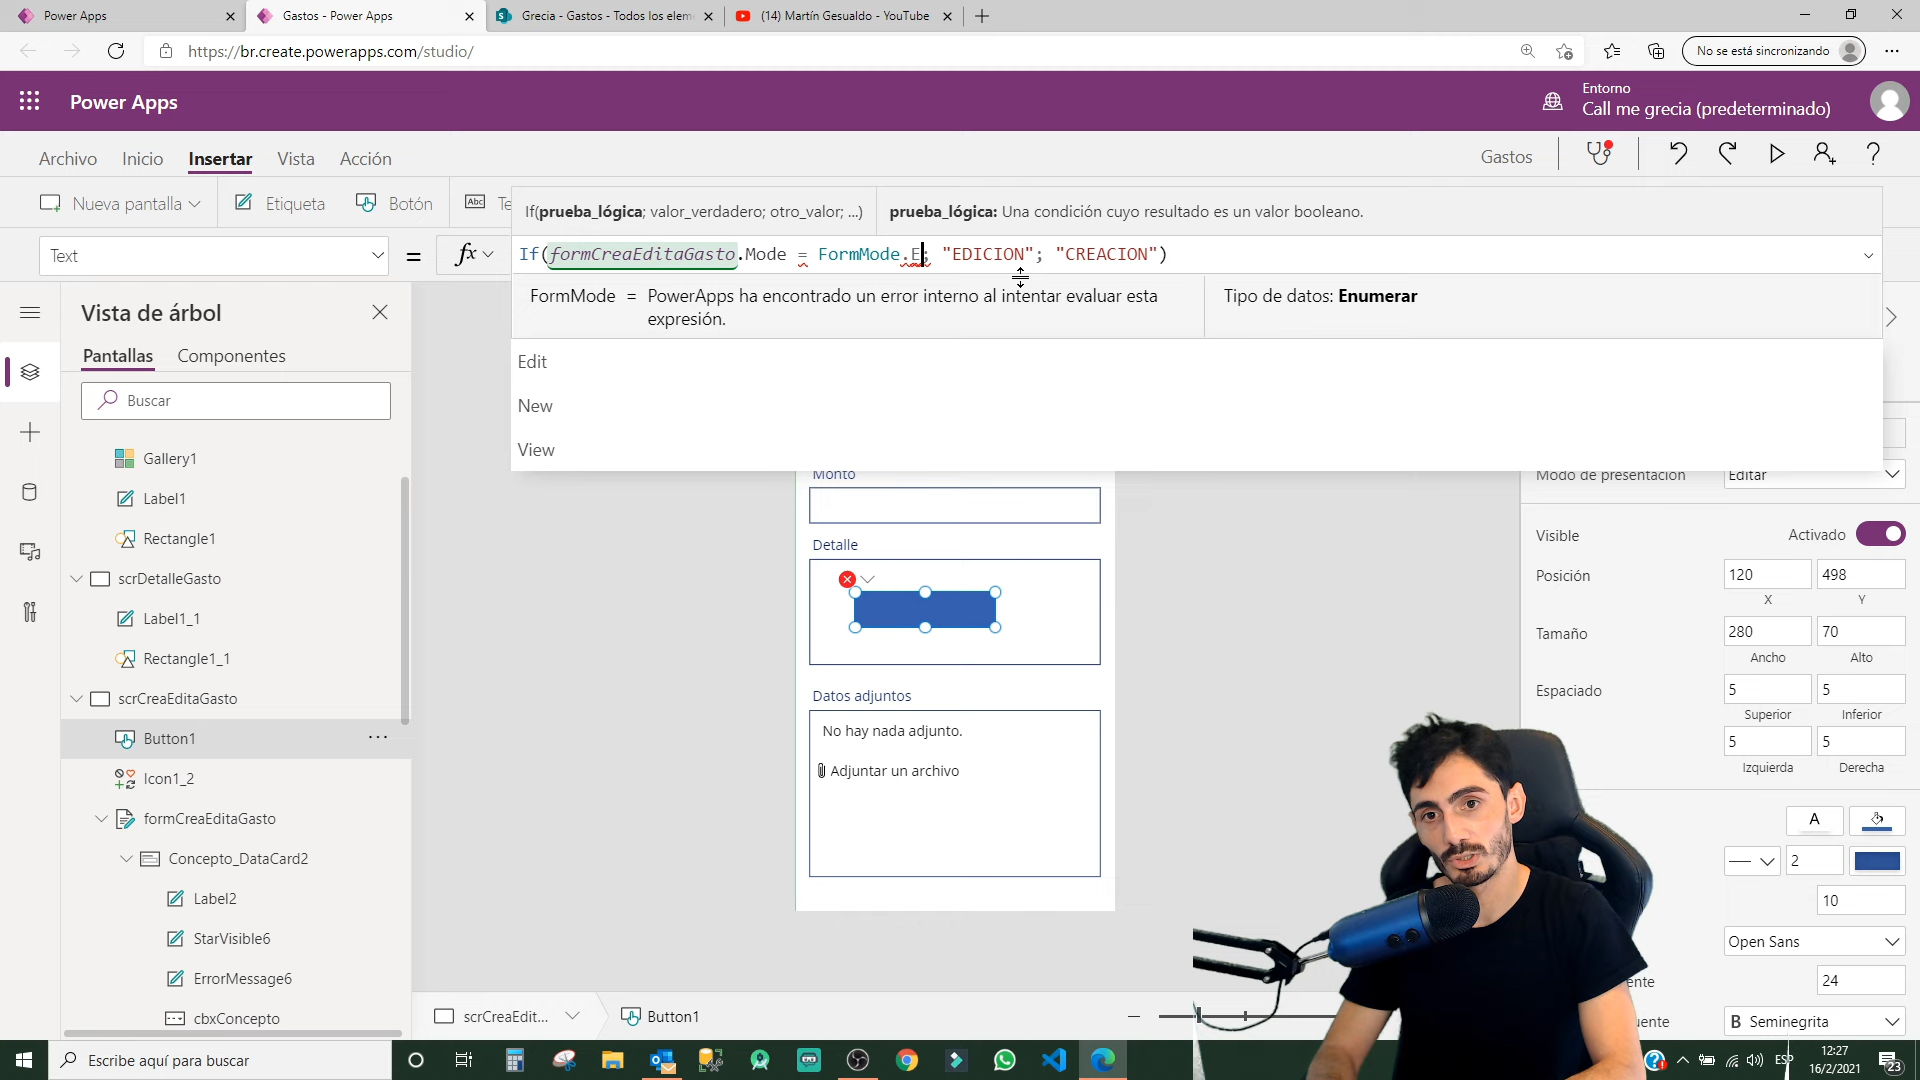 Power Apps
Gastos - Power Apps
Grecia - Gastos - Todos los elem
(14) Martín Gesualdo - YouTube
https://br.create.powerapps.com/studio/
No se está sincronizando
Power Apps
Entorno
Call me grecia (predeterminado)
Archivo
Inicio
Insertar
Vista
Acción
Gastos
Nueva pantalla
Etiqueta
Botón
Abc
Te
If(prueba_lógica; valor_verdadero; otro_valor; ...)
prueba_lógica: Una condición cuyo resultado es un valor booleano.
Text
=
fx
If(formCreaEditaGasto.Mode = FormMode.E; "EDICION"; "CREACION")
FormMode = PowerApps ha encontrado un error interno al intentar evaluar esta
expresión.
Tipo de datos: Enumerar
Edit
New
View
Vista de árbol
Pantallas
Componentes
Buscar
Gallery1
Label1
Rectangle1
scrDetalleGasto
Label1_1
Rectangle1_1
scrCreaEditaGasto
Button1
Icon1_2
formCreaEditaGasto
Concepto_DataCard2
Label2
StarVisible6
ErrorMessage6
cbxConcepto
Monto
Detalle
Datos adjuntos
No hay nada adjunto.
Adjuntar un archivo
Modo de presentación
Editar
Visible
Activado
Posición
120
498
X
Y
Tamaño
280
70
Ancho
Alto
Espaciado
5
5
Superior
Inferior
5
5
Izquierda
Derecha
A
2
10
Open Sans
24
B Seminegrita
scrCreaEdit...
Button1
Escribe aquí para buscar
ESP
12:27
16/2/2021
23